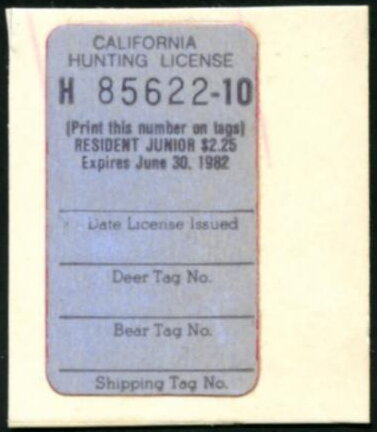 CALIFORNIA
HUNTING LICENSE
H 85622-10
(Print this number on tags)
RESIDENT JUNIOR $2.25
Expires June 30, 1982
Date License Issued
Deer Tag No.
Bear Tag No.
Shipping Tag No.